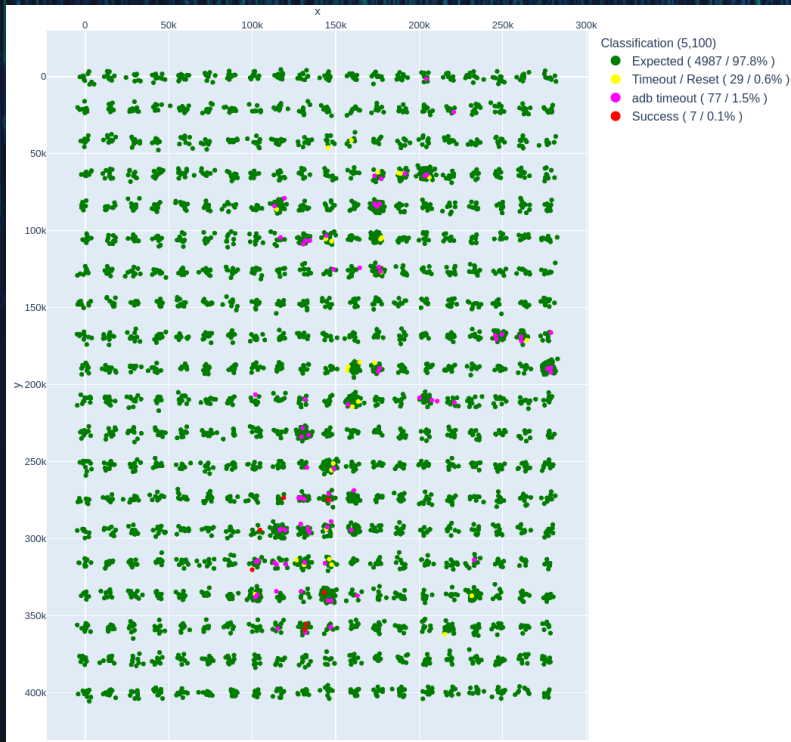 x
0 50k 100k 150k 200k 250k 300k
Classification (5,100)
Expected ( 4987 / 97.8% )
Timeout / Reset ( 29 / 0.6% )
adb timeout ( 77 / 1.5% )
Success ( 7 / 0.1% )
0
50k
100k
150k
y
200k
250k
300k
350k
400k